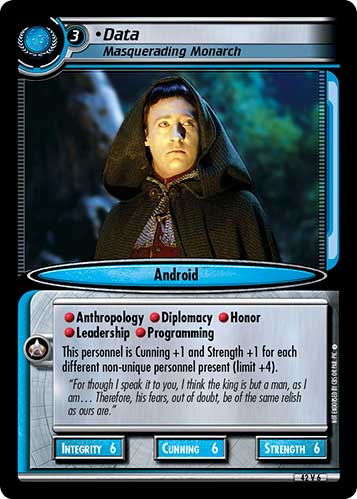 3 •Data
Masquerading Monarch
Android
Anthropology Diplomacy Honor
Leadership Programming
This personnel is Cunning +1 and Strength +1 for each
different non-unique personnel present (limit +4).
"For though I speak it to you, I think the king is but a man, as I
am... Therefore, his fears, out of doubt, be of the same relish
as ours are."
INTEGRITY 6 CUNNING 6 STRENGTH 6
42 V 6